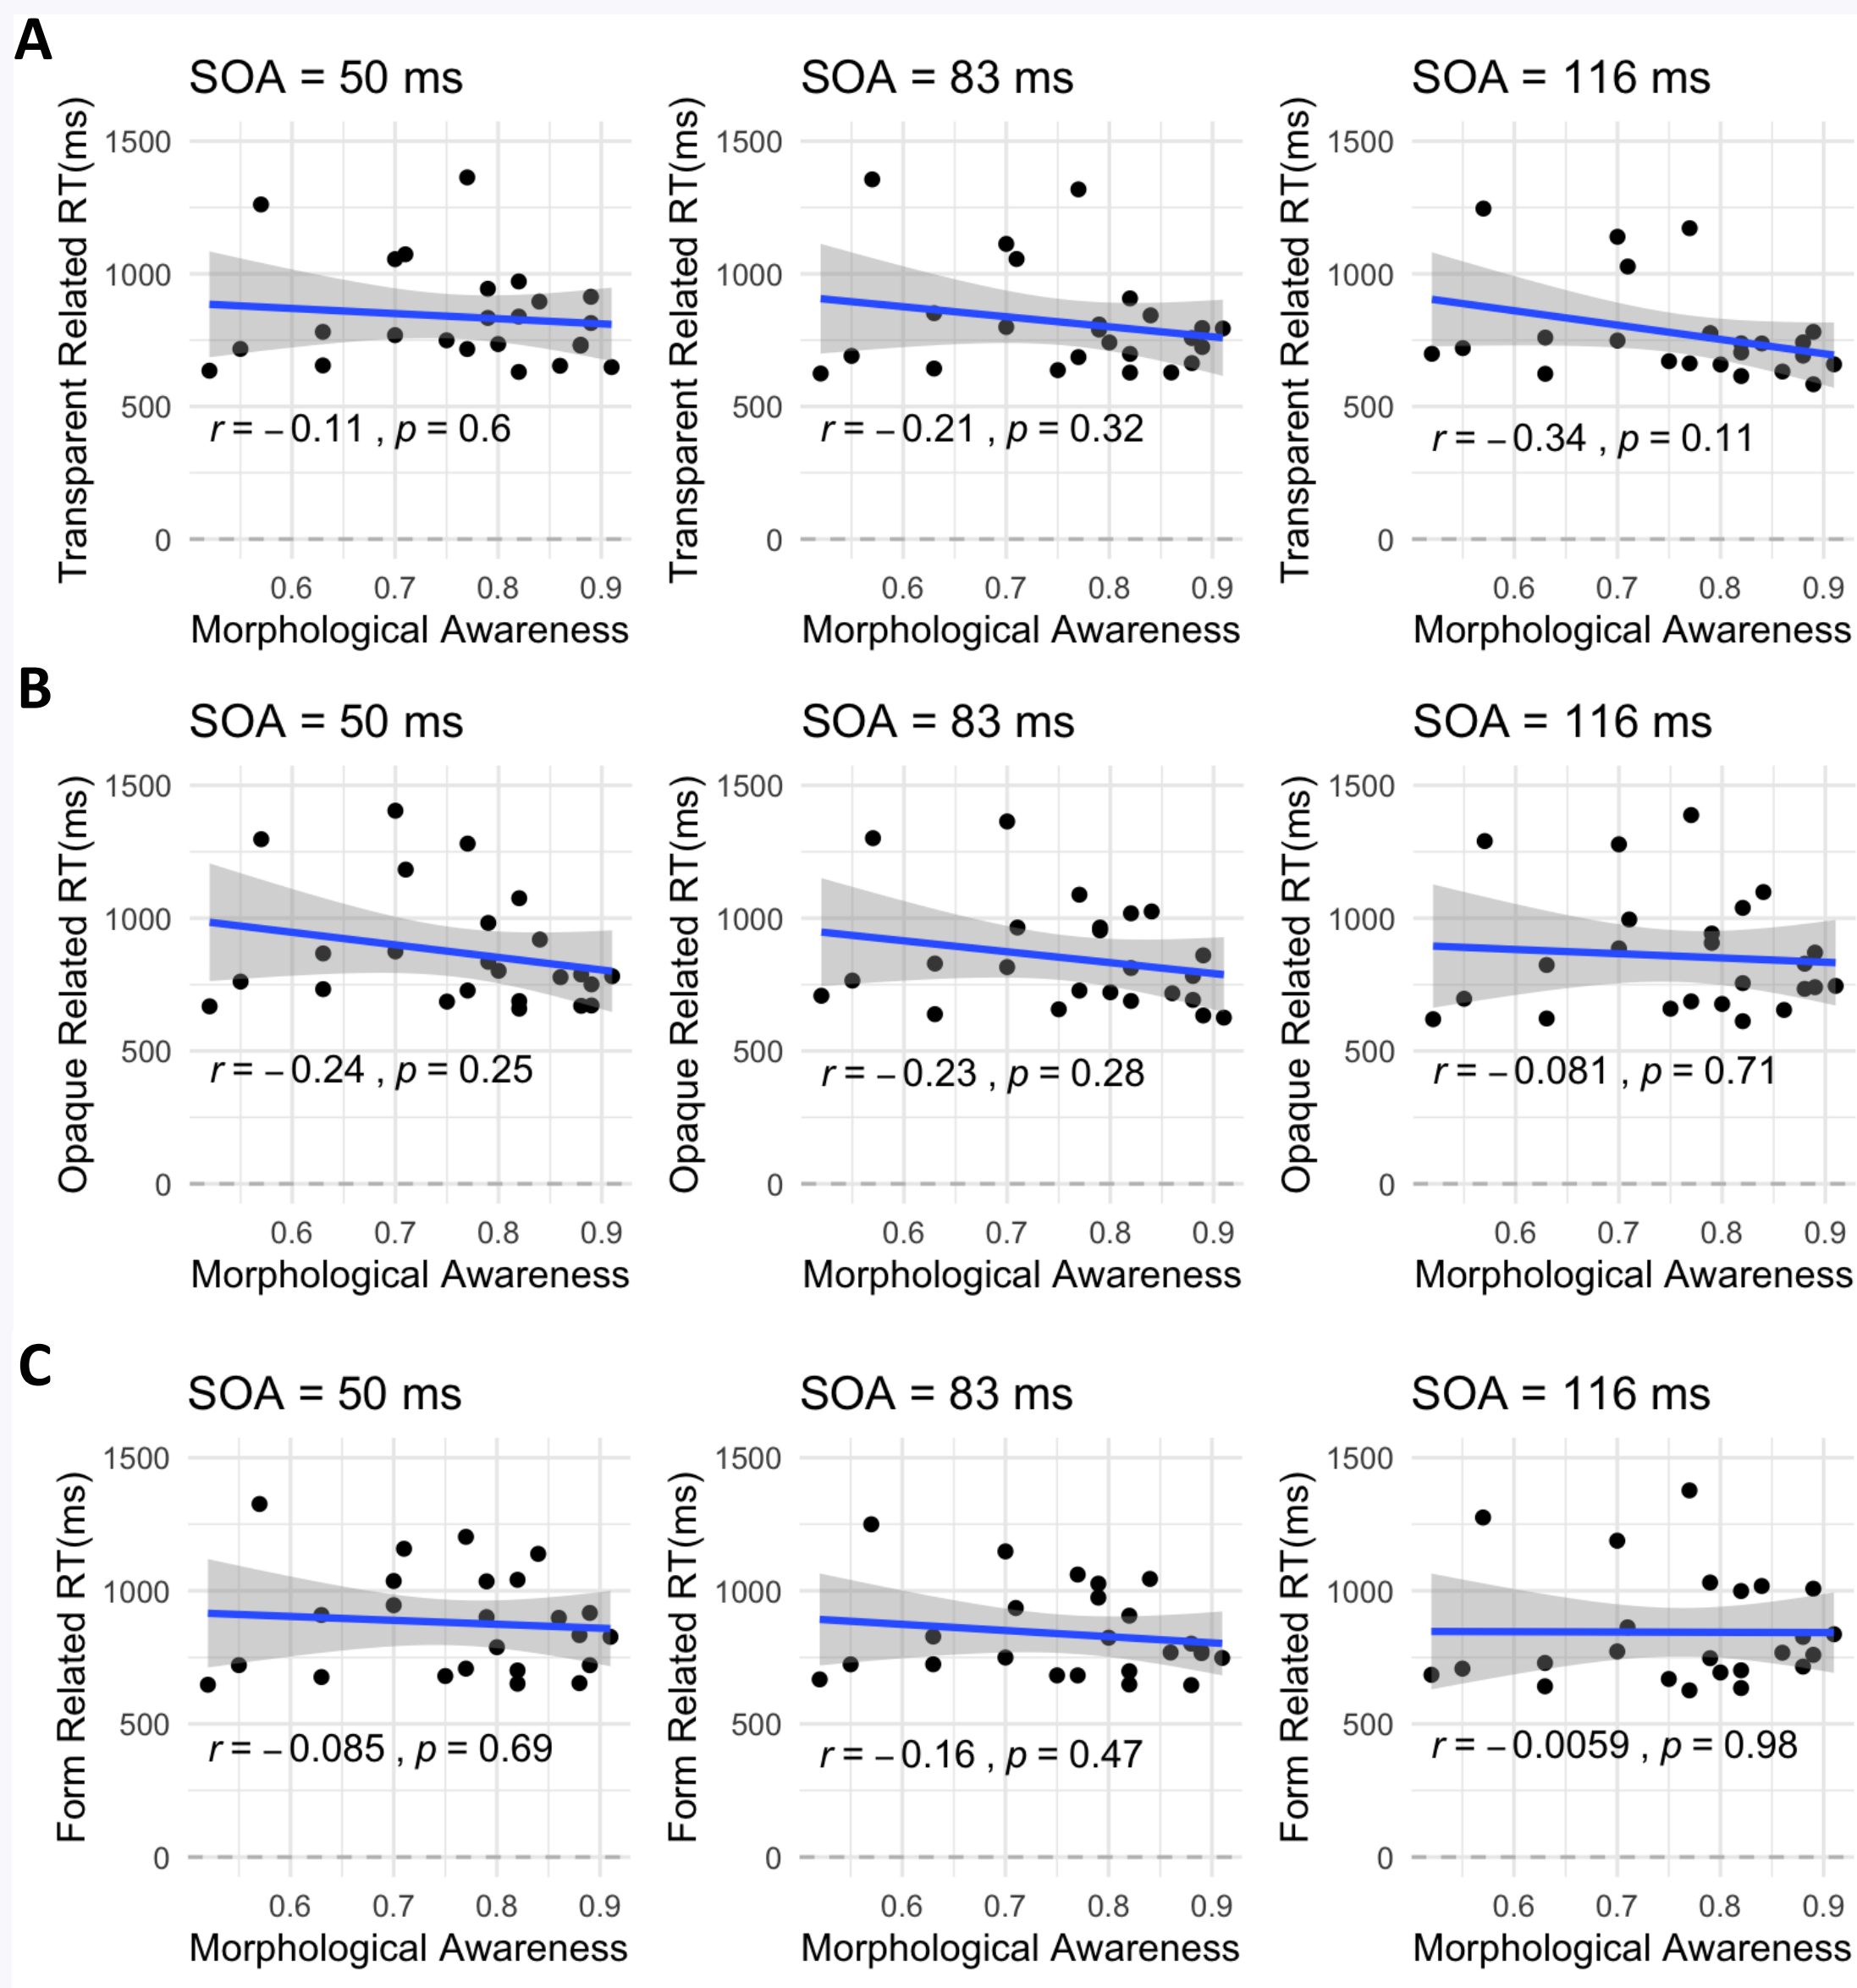 A
SOA = 50 ms
SOA = 83 ms
SOA = 116 ms
Transparent Related RT(ms)
1500
1000
500
0
r = −0.11 , p = 0.6
0.6 0.7 0.8 0.9
Morphological Awareness
Transparent Related RT(ms)
1500
1000
500
0
r = −0.21 , p = 0.32
0.6 0.7 0.8 0.9
Morphological Awareness
Transparent Related RT(ms)
1500
1000
500
0
r = −0.34 , p = 0.11
0.6 0.7 0.8 0.9
Morphological Awareness
B
SOA = 50 ms
SOA = 83 ms
SOA = 116 ms
Opaque Related RT(ms)
1500
1000
500
0
r = −0.24 , p = 0.25
0.6 0.7 0.8 0.9
Morphological Awareness
Opaque Related RT(ms)
1500
1000
500
0
r = −0.23 , p = 0.28
0.6 0.7 0.8 0.9
Morphological Awareness
Opaque Related RT(ms)
1500
1000
500
0
r = −0.081 , p = 0.71
0.6 0.7 0.8 0.9
Morphological Awareness
C
SOA = 50 ms
SOA = 83 ms
SOA = 116 ms
Form Related RT(ms)
1500
1000
500
0
r = −0.085 , p = 0.69
0.6 0.7 0.8 0.9
Morphological Awareness
Form Related RT(ms)
1500
1000
500
0
r = −0.16 , p = 0.47
0.6 0.7 0.8 0.9
Morphological Awareness
Form Related RT(ms)
1500
1000
500
0
r = −0.0059 , p = 0.98
0.6 0.7 0.8 0.9
Morphological Awareness